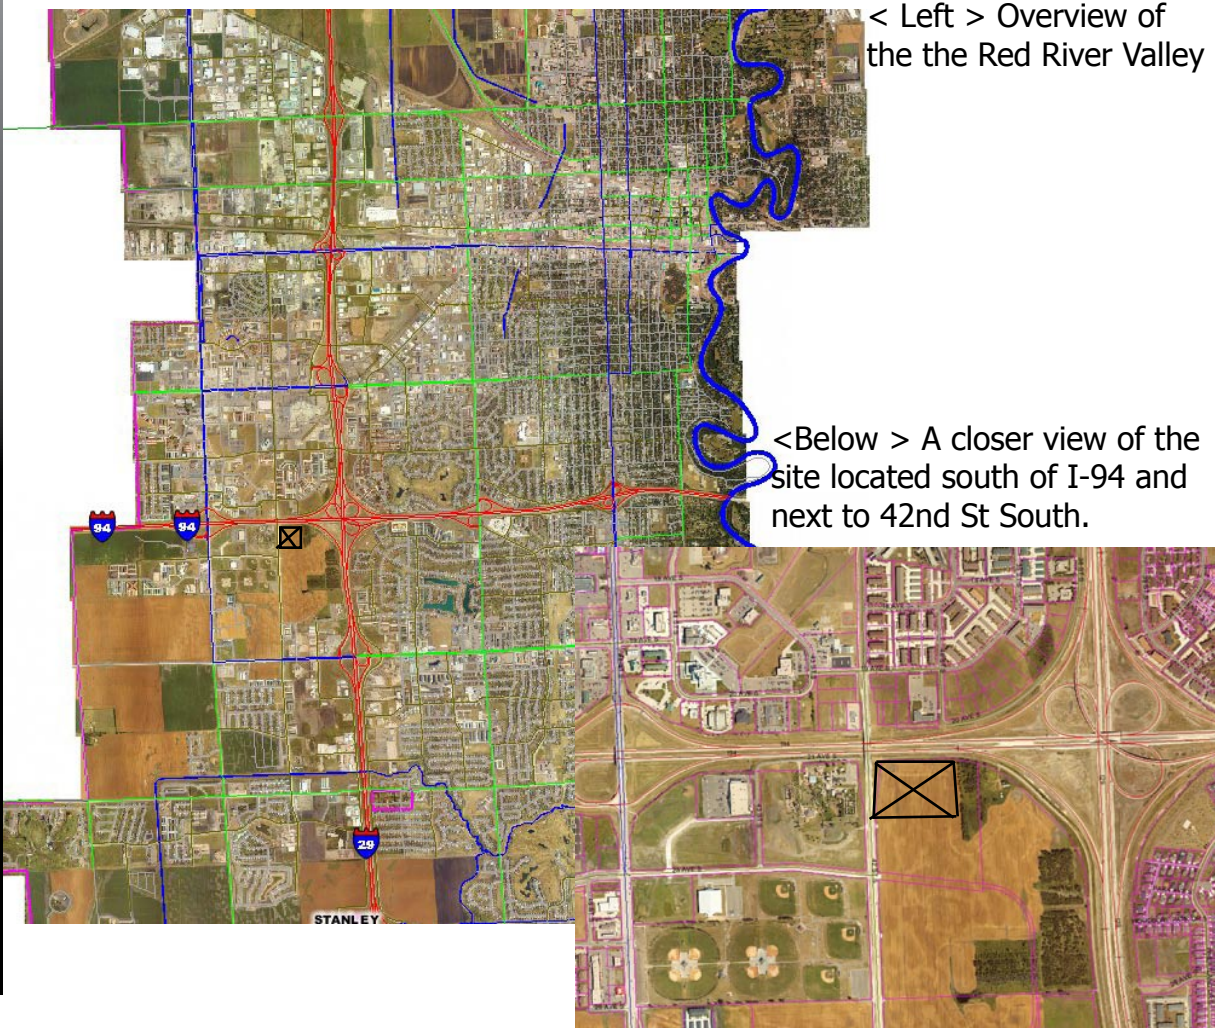 < Left > Overview of
the the Red River Valley
<Below > A closer view of the
site located south of I-94 and
next to 42nd St South.
94
94
29
STANLEY